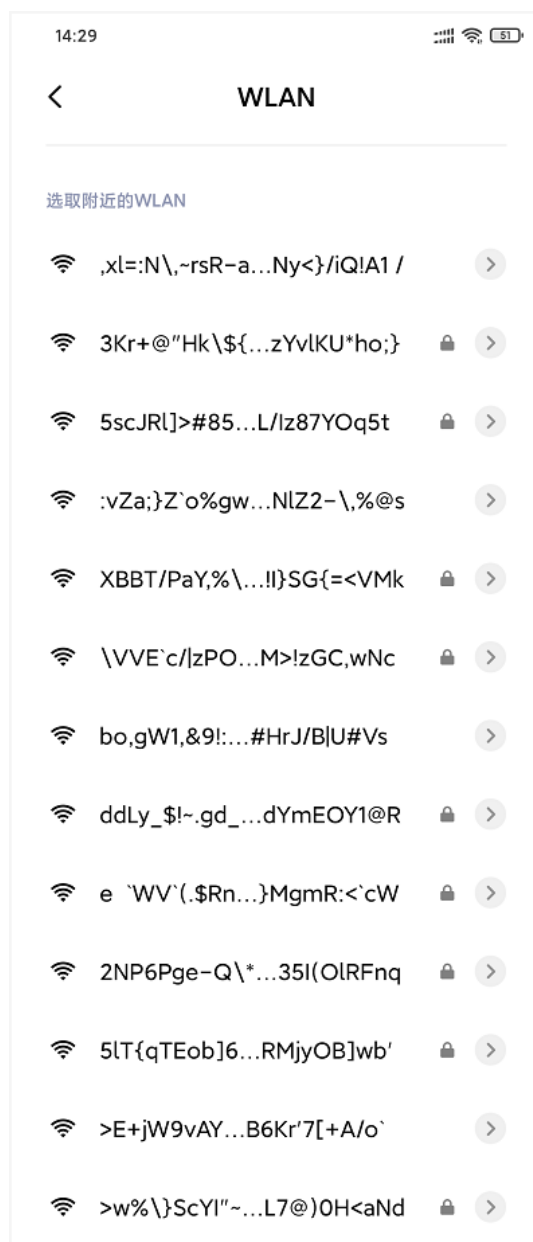 14:29
51
WLAN
选取附近的WLAN
,xl=:N\,~rsR-a...Ny<}/iQ!A1 /
3Kr+@"Hk\${...zYvlKU*ho;}
5scJRl]>#85...L/Iz87YOq5t
:vZa;}Z`o%gw...NlZ2-\,%@s
XBBT/PaY,%\...!I}SG{=<VMk
\VVE`c/|zPO...M>!zGC,wNc
bo,gW1,&9!:...#HrJ/B|U#Vs
ddLy_$!~.gd_...dYmEOY1@R
e `WV`(.$Rn...}MgmR:<`cW
2NP6Pge-Q\*...35I(OlRFnq
5lT{qTEob]6...RMjyOB]wb'
>E+jW9vAY...B6Kr'7[+A/o`
>w%\}ScYI"~...L7@)0H<aNd